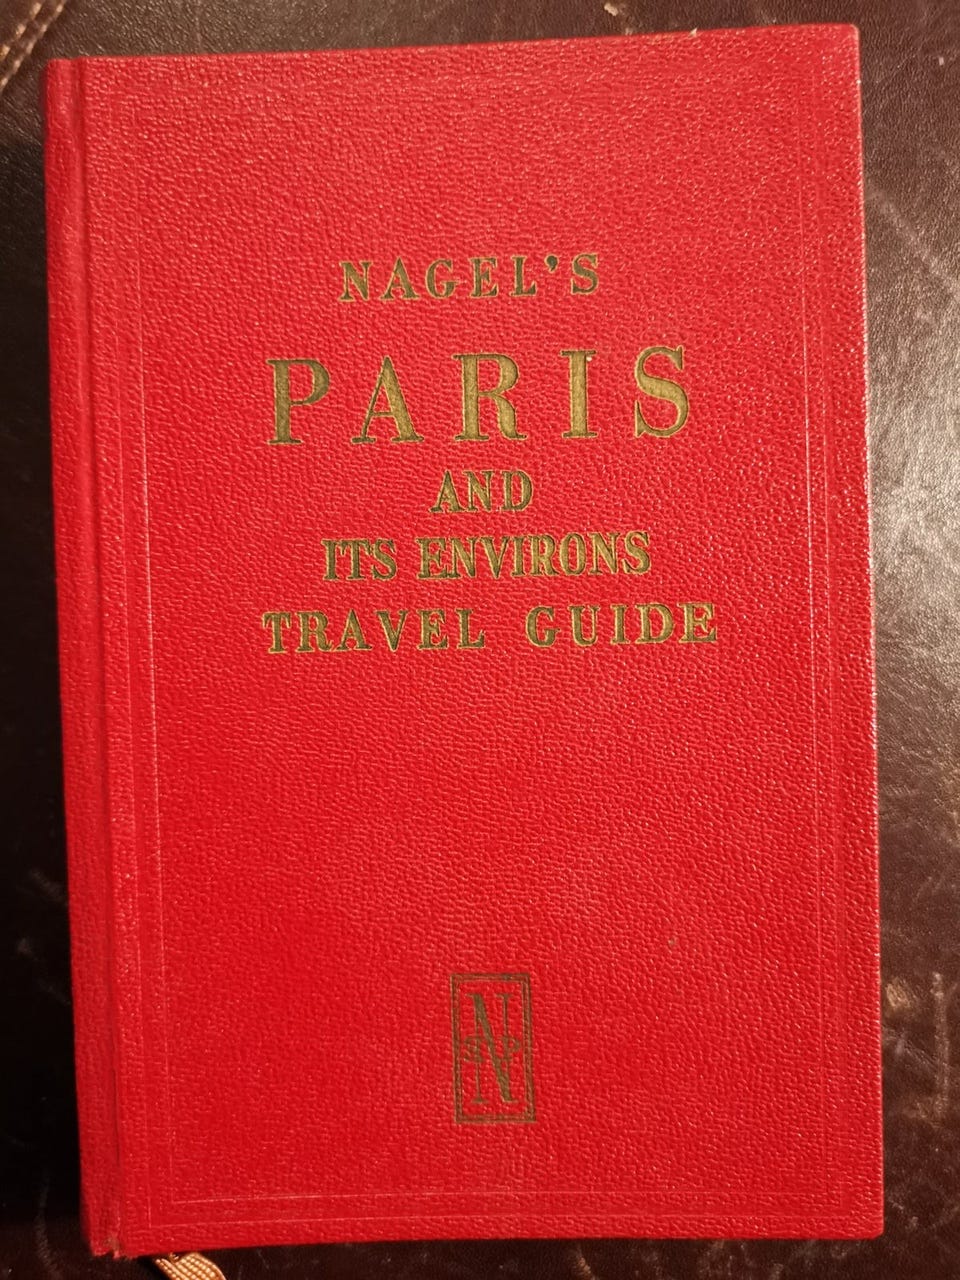 NAGEL'S
PARIS
AND
ITS ENVIRONS
TRAVEL GUIDE
N